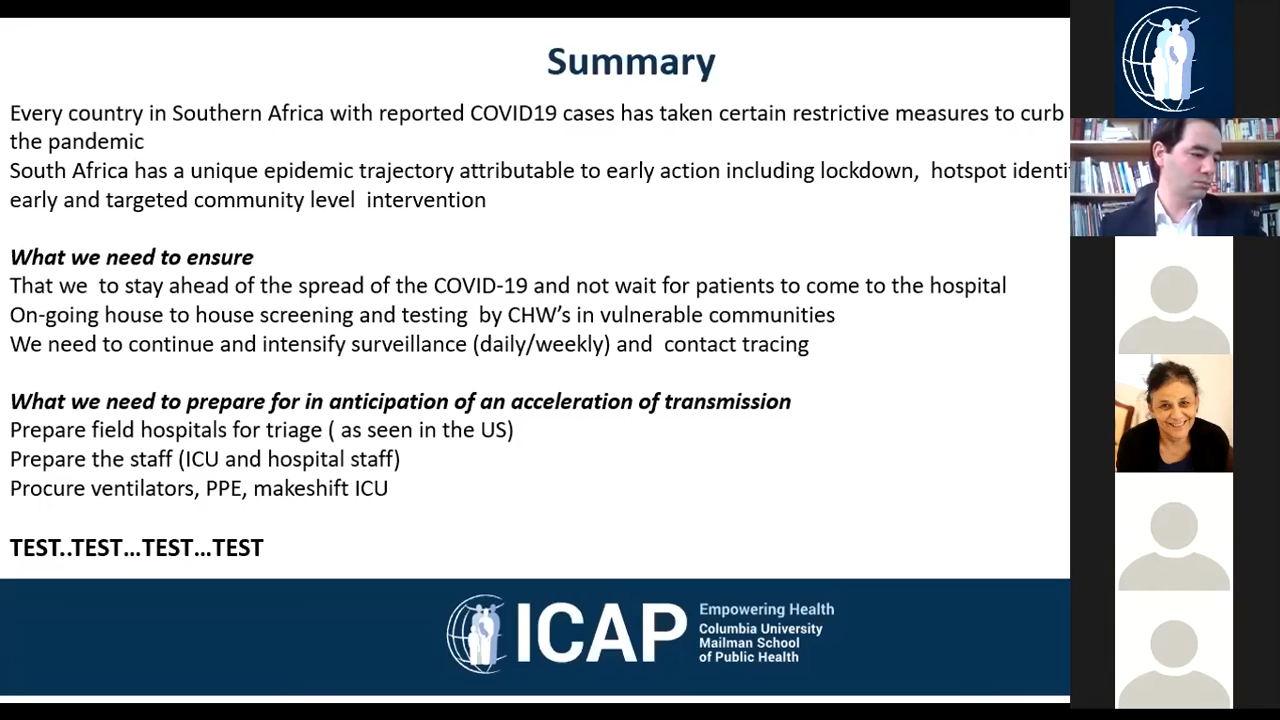 Summary
Every country in Southern Africa with reported COVID19 cases has taken certain restrictive measures to curb
the pandemic
South Africa has a unique epidemic trajectory attributable to early action including lockdown, hotspot identi
early and targeted community level intervention
What we need to ensure
That we to stay ahead of the spread of the COVID-19 and not wait for patients to come to the hospital
On-going house to house screening and testing by CHW's in vulnerable communities
We need to continue and intensify surveillance (daily/weekly) and contact tracing
What we need to prepare for in anticipation of an acceleration of transmission
Prepare field hospitals for triage ( as seen in the US)
Prepare the staff (ICU and hospital staff)
Procure ventilators, PPE, makeshift ICU
TEST..TEST...TEST...TEST
ICAP
Empowering Health
Columbia University
Mailman School
of Public Health